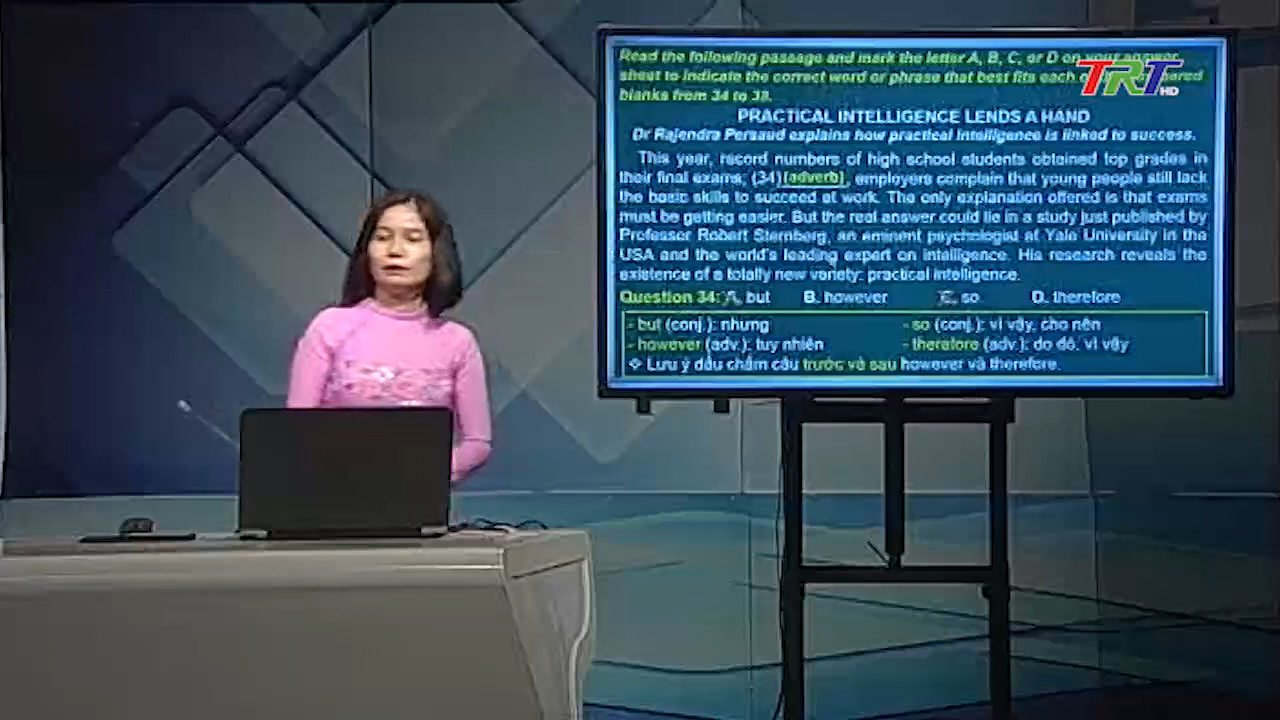 Read the following passage and mark the letter A, B, C, or D on your answer
sheet to indicate the correct word or phrase that best fits each
blanks from 34 to 38.
TRT HD
PRACTICAL INTELLIGENCE LENDS A HAND
Dr Rajendra Persaud explains how practical intelligence is linked to success.
This year, record numbers of high school students obtained top grades in
their final exams; (34)[adverb], employers complain that young people still lack
the basic skills to succeed at work. The only explanation offered is that exams
must be getting easier. But the real answer could lie in a study just published by
Professor Robert Sternberg, an eminent psychologist at Yale University in the
USA and the world's leading expert on intelligence. His research reveals the
existence of a totally new variety: practical intelligence.
Question 34: A. but B. however C. so D. therefore
- but (conj.): nhưng - so (conj.): vì vậy, cho nên
- however (adv.): tuy nhiên - therefore (adv.): do đó, vì vậy
❖ Lưu ý dấu chấm câu trước và sau however và therefore.